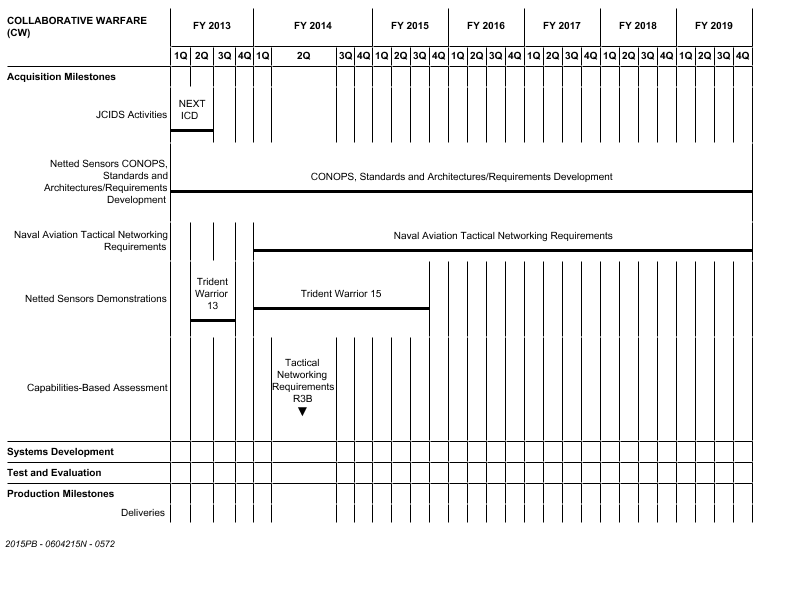 COLLABORATIVE WARFARE
(CW)
FY 2013 FY 2014 FY 2015 FY 2016 FY 2017 FY 2018 FY 2019
1Q 2Q 3Q 4Q 1Q 2Q 3Q 4Q 1Q 2Q 3Q 4Q 1Q 2Q 3Q 4Q 1Q 2Q 3Q 4Q 1Q 2Q 3Q 4Q 1Q 2Q 3Q 4Q
Acquisition Milestones
JCIDS Activities
NEXT
ICD
Netted Sensors CONOPS,
Standards and
Architectures/Requirements
Development
CONOPS, Standards and Architectures/Requirements Development
Naval Aviation Tactical Networking
Requirements
Naval Aviation Tactical Networking Requirements
Netted Sensors Demonstrations
Trident
Warrior
13
Trident Warrior 15
Capabilities-Based Assessment
Tactical
Networking
Requirements
R3B
Systems Development
Test and Evaluation
Production Milestones
Deliveries
2015PB - 0604215N - 0572